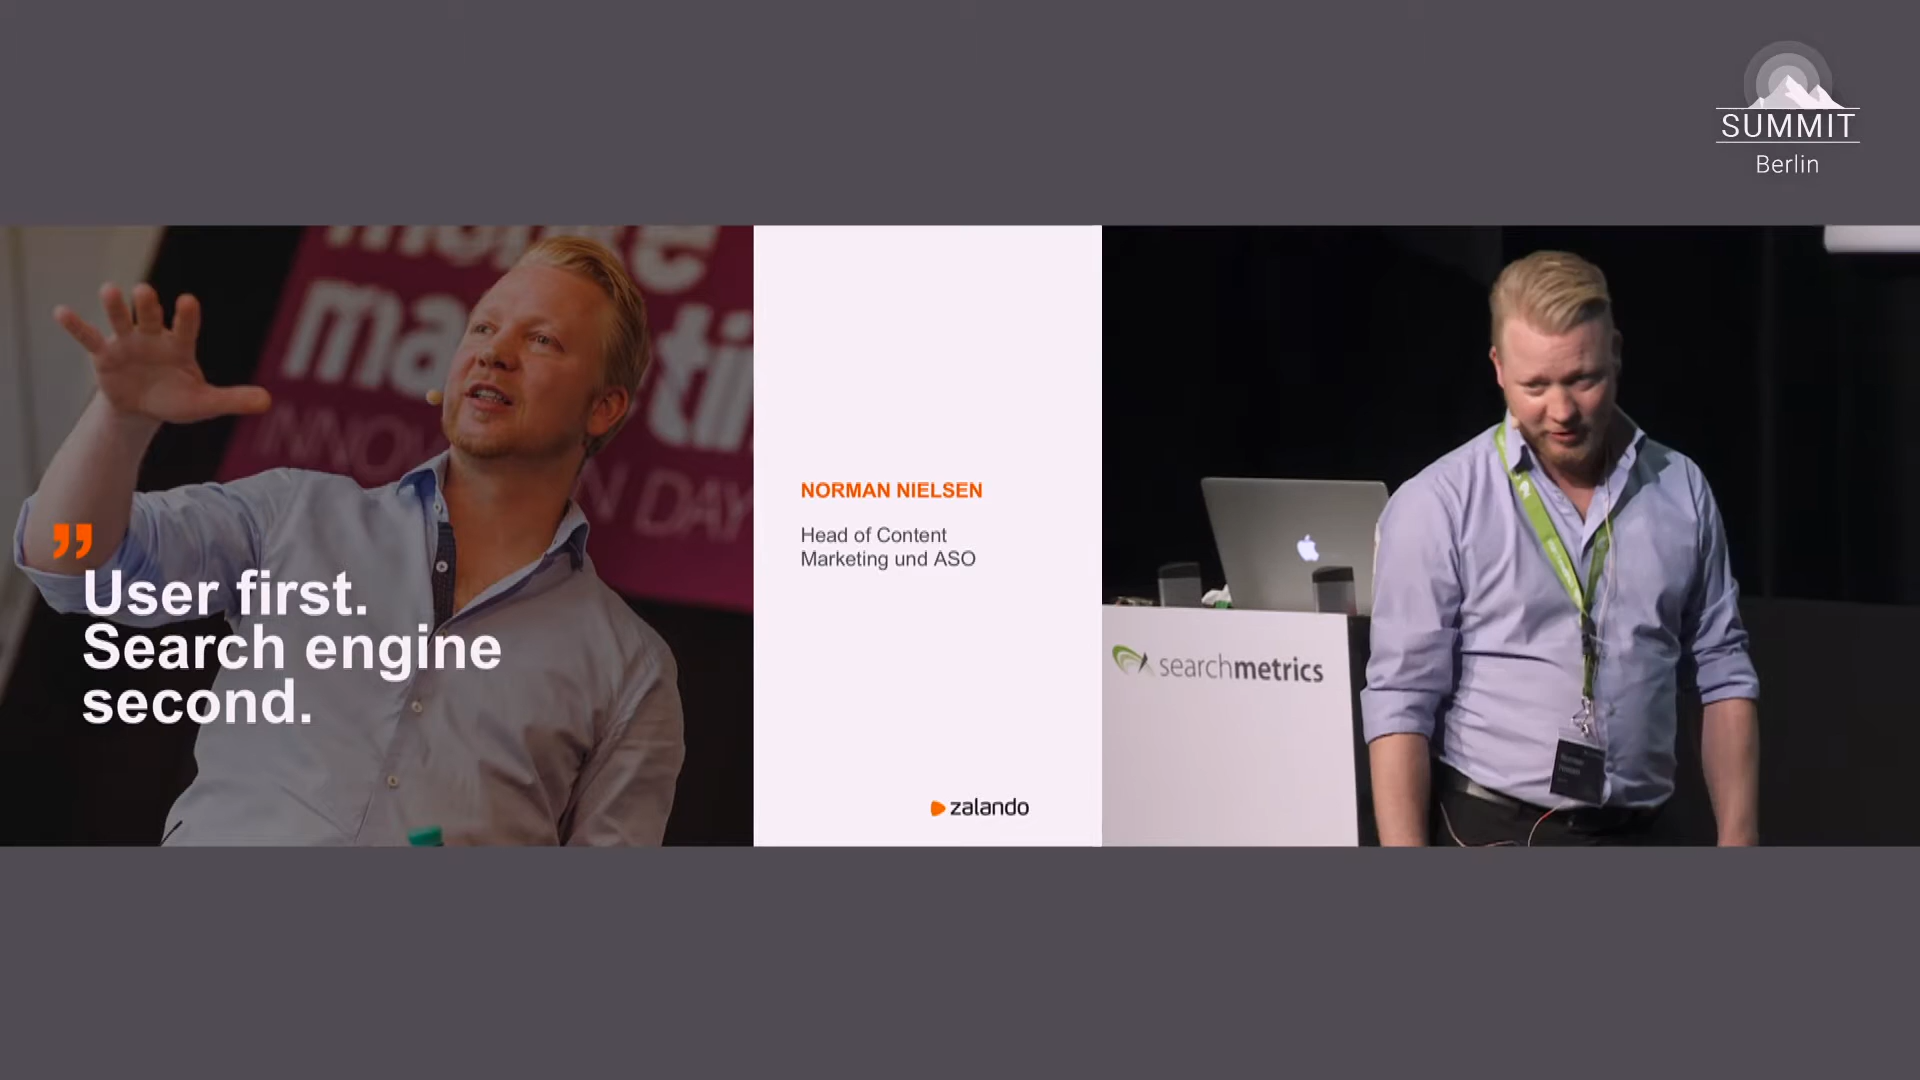 SUMMIT
Berlin
”
User first.
Search engine
second.
NORMAN NIELSEN
Head of Content
Marketing und ASO
zalando
searchmetrics